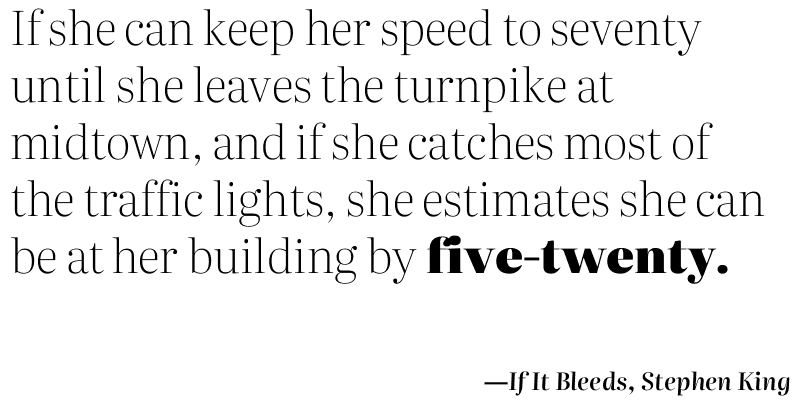 If she can keep her speed to seventy
until she leaves the turnpike at
midtown, and if she catches most of
the traffic lights, she estimates she can
be at her building by five-twenty.
—If It Bleeds, Stephen King